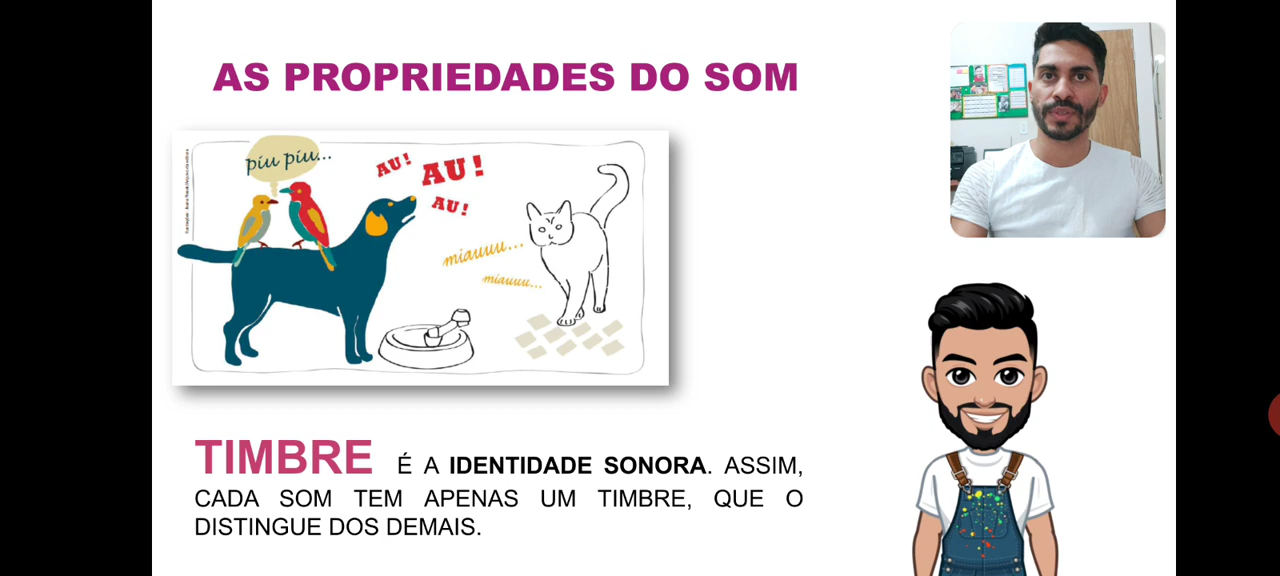 AS PROPRIEDADES DO SOM
piu piu...
AU!
AU!
AU!
miauuu...
miauuu...
TIMBRE É A IDENTIDADE SONORA. ASSIM,
CADA SOM TEM APENAS UM TIMBRE, QUE O
DISTINGUE DOS DEMAIS.